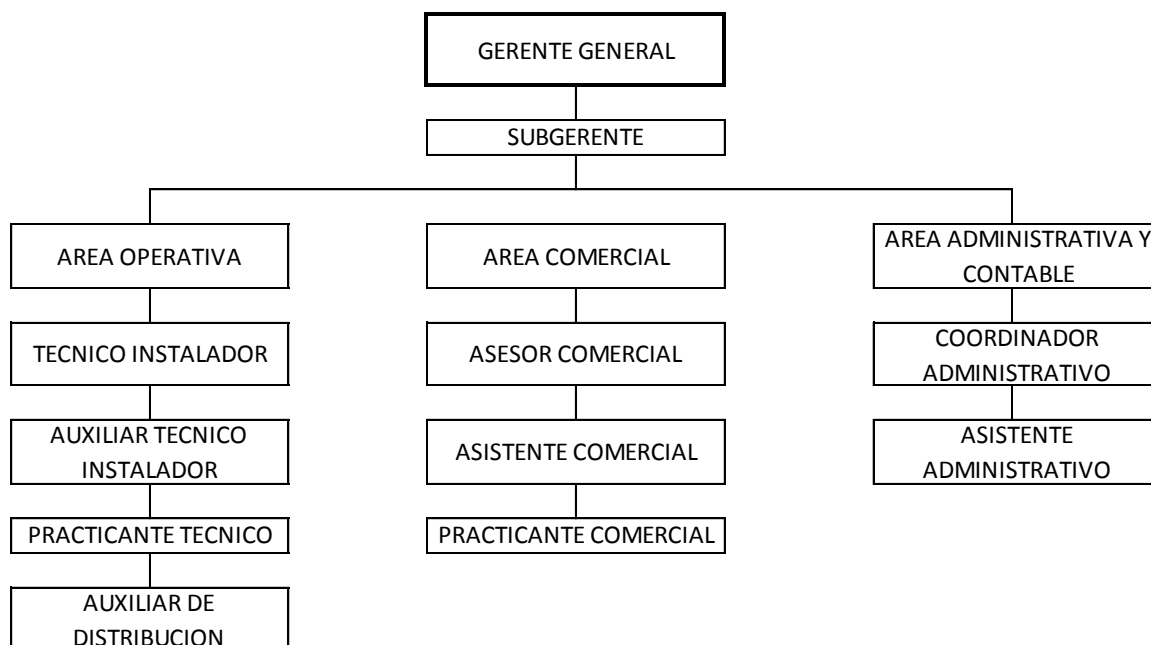 GERENTE GENERAL
SUBGERENTE
AREA OPERATIVA
AREA COMERCIAL
AREA ADMINISTRATIVA Y
CONTABLE
TECNICO INSTALADOR
ASESOR COMERCIAL
COORDINADOR
ADMINISTRATIVO
AUXILIAR TECNICO
INSTALADOR
ASISTENTE COMERCIAL
ASISTENTE
ADMINISTRATIVO
PRACTICANTE TECNICO
PRACTICANTE COMERCIAL
AUXILIAR DE
DISTRIBUCION